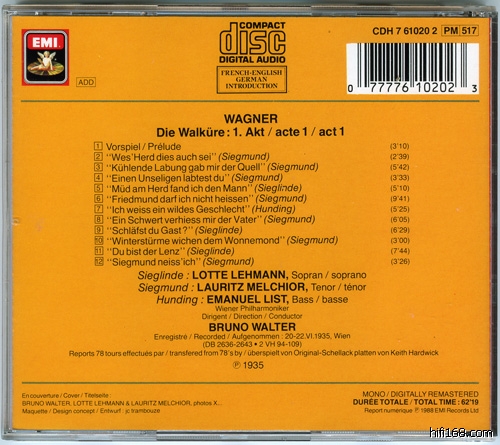 EMI
ADD
COMPACT
disc
DIGITAL AUDIO
FRENCH-ENGLISH
GERMAN
INTRODUCTION
CDH 7 61020 2 PM 517
0 77776 10202 3
WAGNER
Die Walküre: 1. Akt / acte 1 / act 1
1 Vorspiel / Prélude (3'10)
2 "Wes' Herd dies auch sei" (Siegmund) (2'39)
3 "Kühlende Labung gab mir der Quell" (Siegmund) (5'42)
4 "Einen Unseligen labtest du" (Siegmund) (3'33)
5 "Müd am Herd fand ich den Mann" (Sieglinde) (5'10)
6 "Friedmund darf ich nicht heissen" (Siegmund) (9'41)
7 "Ich weiss ein wildes Geschlecht" (Hunding) (5'25)
8 "Ein Schwert verhiess mir der Vater" (Siegmund) (6'05)
9 "Schläfst du Gast?" (Sieglinde) (6'29)
10 "Winterstürme wichen dem Wonnemond" (Siegmund) (3'00)
11 "Du bist der Lenz" (Sieglinde) (7'44)
12 "Siegmund neiss'ich" (Siegmund) (3'26)
Sieglinde : LOTTE LEHMANN, Sopran / soprano
Siegmund : LAURITZ MELCHIOR, Tenor / ténor
Hunding : EMANUEL LIST, Bass / basse
Wiener Philharmoniker
Dirigent / Direction / Conductor
BRUNO WALTER
Enregistré / Recorded / Aufgenommen : 20-22.VI.1935, Wien
(DB 2636-2643 • 2 VH 94-109)
Reports 78 tours effectués par / transfered from 78's by / überspielt von Original-Schellack platten von Keith Hardwick
℗ 1935
En couverture / Cover / Titelseite :
BRUNO WALTER, LOTTE LEHMANN & LAURITZ MELCHIOR, photos X...
Maquette / Design concept / Entwurf : jc trambouze
MONO / DIGITALLY REMASTERED
DURÉE TOTALE / TOTAL TIME : 62'19
Report numérique ℗ 1988 EMI Records Ltd
hifi168.com